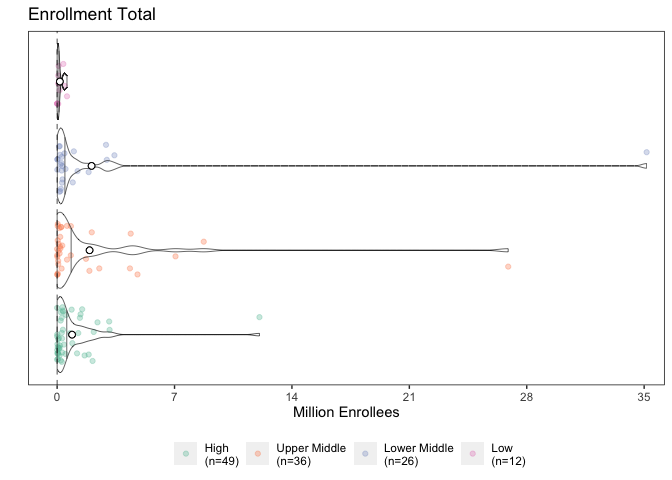 Enrollment Total
0 7 14 21 28 35
Million Enrollees
High Upper Middle Lower Middle Low
(n=49) (n=36) (n=26) (n=12)